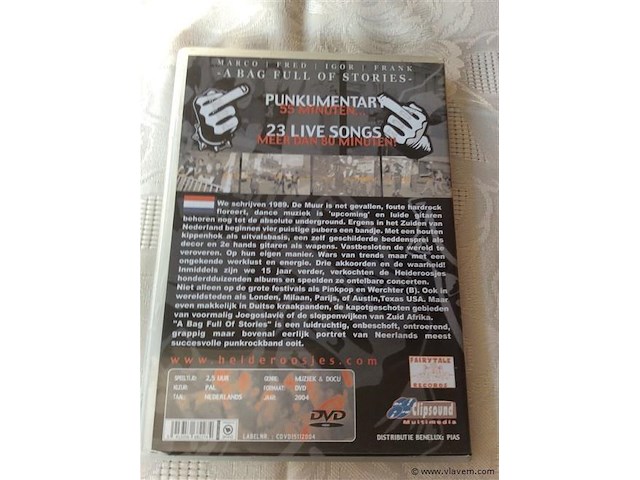 MARCO | FRED | IGOR | FRANK
-A BAG FULL OF STORIES-
PUNKUMENTARY
55 MINUTEN...
23 LIVE SONGS
MEER DAN 80 MINUTEN!
We schrijven 1989. De Muur is net gevallen, foute hardrock
floreert, dance muziek is 'upcoming' en luide gitaren
behoren nog tot de absolute underground. Ergens in het Zuiden van
Nederland beginnen vier puistige pubers een bandje. Met een houten
kippenhok als uitvalsbasis, een zelf geschilderde beddensprei als
decor en 2e hands gitaren als wapens. Vastbesloten de wereld te
veroveren. Op hun eigen manier. Wars van trends maar met een
ongekende werklust en energie. Drie akkoorden en de waarheid!
Inmiddels zijn we 15 jaar verder, verkochten de Heideroosjes
honderdduizenden albums en speelden ze ontelbare concerten.
Niet alleen op de grote festivals als Pinkpop en Werchter (B). Ook in
wereldsteden als Londen, Milaan, Parijs, of Austin,Texas USA. Maar
even makkelijk in Duitse kraakpanden, de kapotgeschoten gebieden
van voormalig Joegoslavië of de sloppenwijken van Zuid Afrika.
"A Bag Full Of Stories" is een luidruchtig, onbeschoft, ontroerend,
grappig maar bovenal eerlijk portret van Neerlands meest
succesvolle punkrockband ooit.
www.heideroosjes.com
SPEELTIJD: 2,5 UUR GENRE: MUZIEK & DOCU
WIJZE: PAL FORMAAT: DVD
TAAL: NEDERLANDS JAAR: 2004
LABELNR.
DVD
FAIRYTALE
RECORDS
Clipsound
Multimedia
DISTRIBUTIE BENELUX: PIAS
© www.vlavem.com